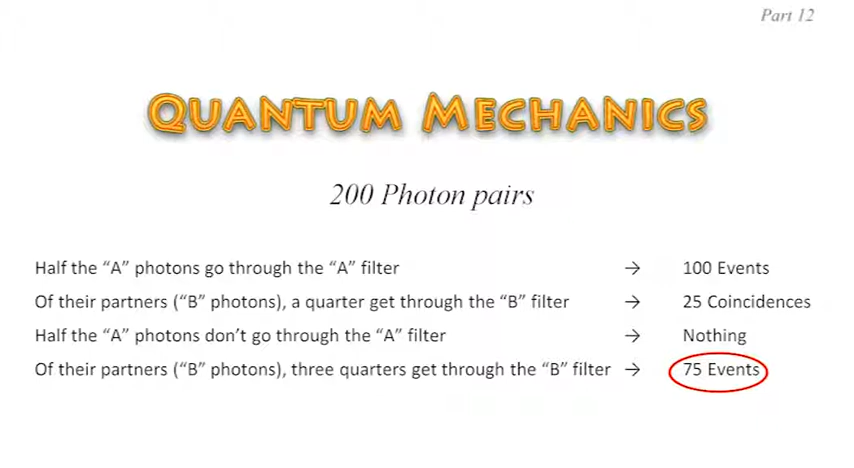 Part 12
QUANTUM MECHANICS
200 Photon pairs
Half the “A” photons go through the “A” filter → 100 Events
Of their partners (“B” photons), a quarter get through the “B” filter → 25 Coincidences
Half the “A” photons don’t go through the “A” filter → Nothing
Of their partners (“B” photons), three quarters get through the “B” filter → 75 Events